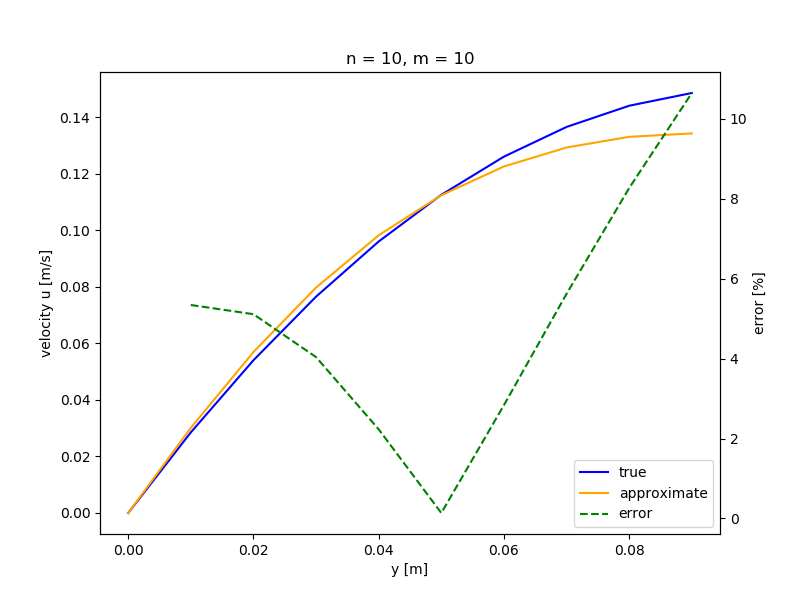 n = 10, m = 10
velocity u [m/s]
0.14
0.12
0.10
0.08
0.06
0.04
0.02
0.00
0.00
0.02
0.04
0.06
0.08
y [m]
10
8
6
4
2
0
error [%]
true
approximate
error